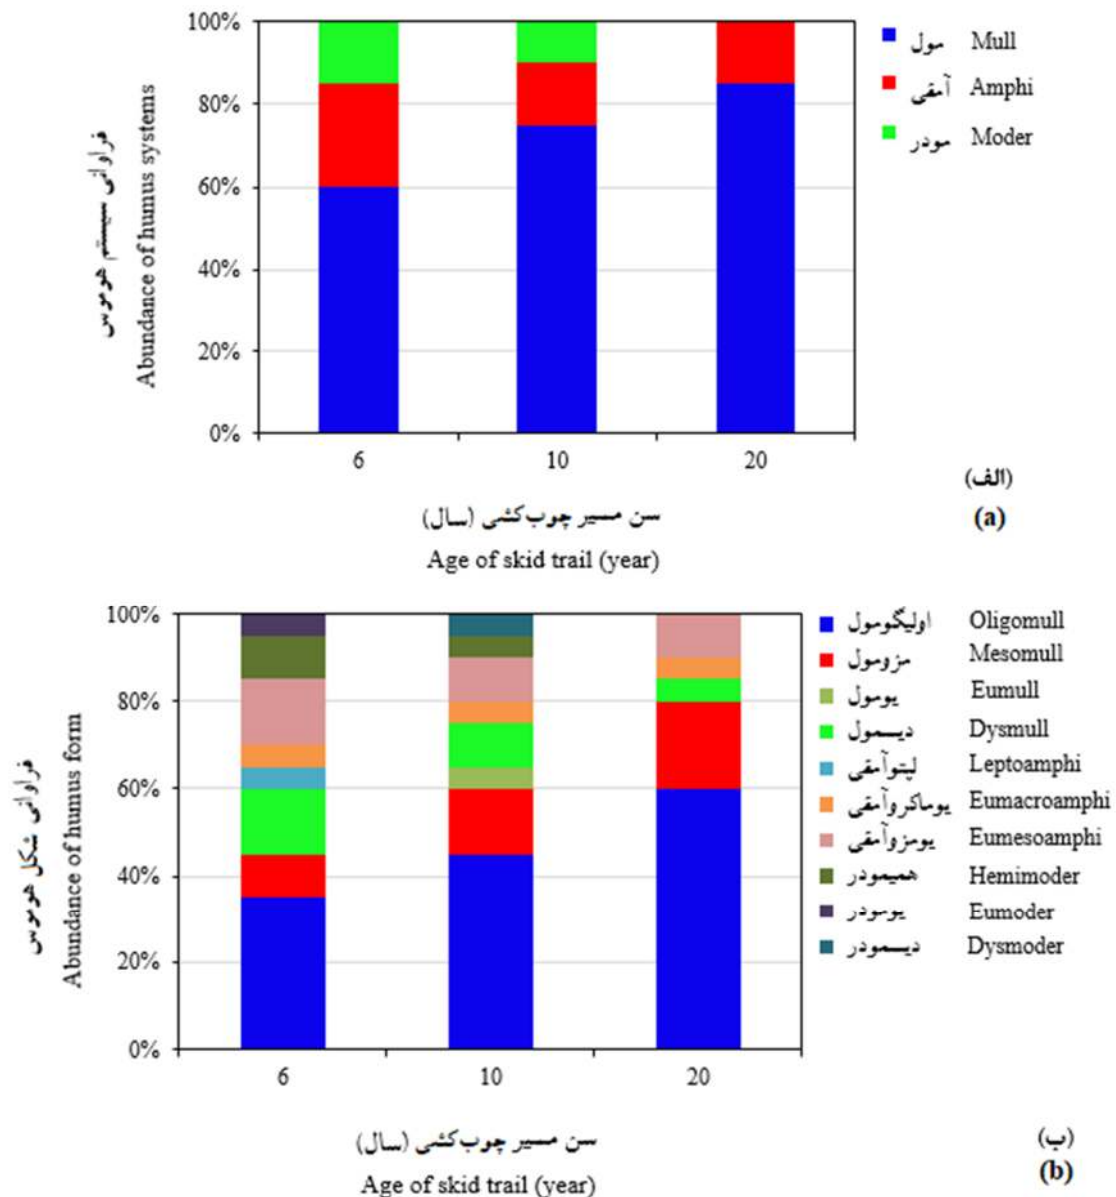 100%
80%
60%
40%
20%
0%
فراوانی سیستم هوموس
Abundance of humus systems
6 10 20
سن مسیر چوب‌کشی (سال)
Age of skid trail (year)
مول Mull
آمفی Amphi
مودر Moder
(الف)
(a)
100%
80%
60%
40%
20%
0%
فراوانی شکل هوموس
Abundance of humus form
6 10 20
سن مسیر چوب‌کشی (سال)
Age of skid trail (year)
اولیگومول Oligomull
مزومول Mesomull
یومول Eumull
دیسمول Dysmull
لپتوآمفی Leptoamphi
یوماکروآمفی Eumacroamphi
یومزوآمفی Eumesoamphi
همیمودر Hemimoder
یومودر Eumoder
دیسمودر Dysmoder
(ب)
(b)